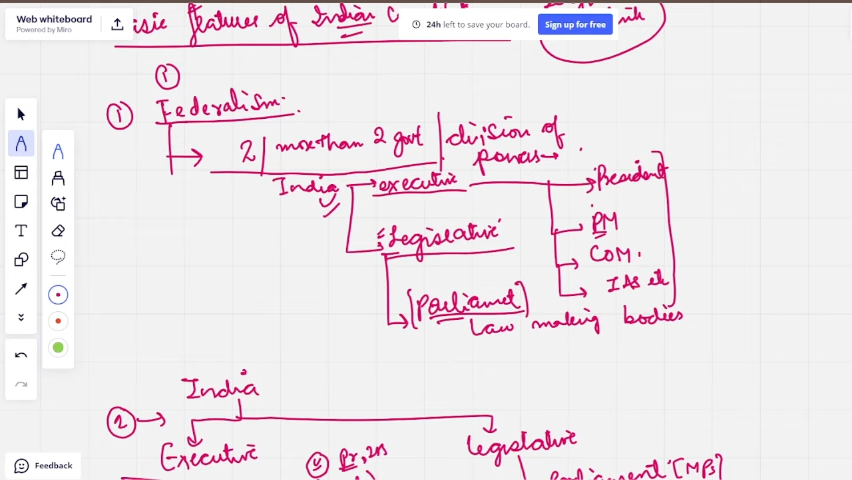 Web whiteboard
Powered by Miro
24h left to save your board.
Sign up for free
features of Indian
①
① Federalism.
2 | more than 2 govt | division of
powers →
India executive → President
PM
COM.
IAS etc
Legislative
[Parliamet]
Law making bodies
India
② →
Executive
Legislative
Parliament [MPs]
Feedback